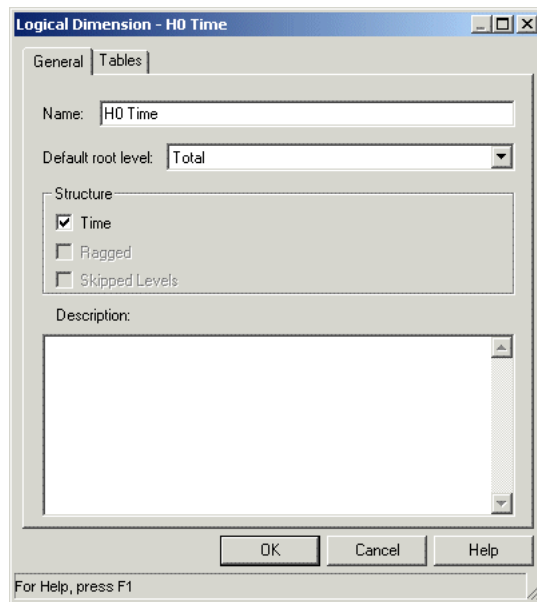 Logical Dimension - H0 Time
General Tables
Name: H0 Time
Default root level: Total
Structure
Time
Ragged
Skipped Levels
Description:
OK Cancel Help
For Help, press F1